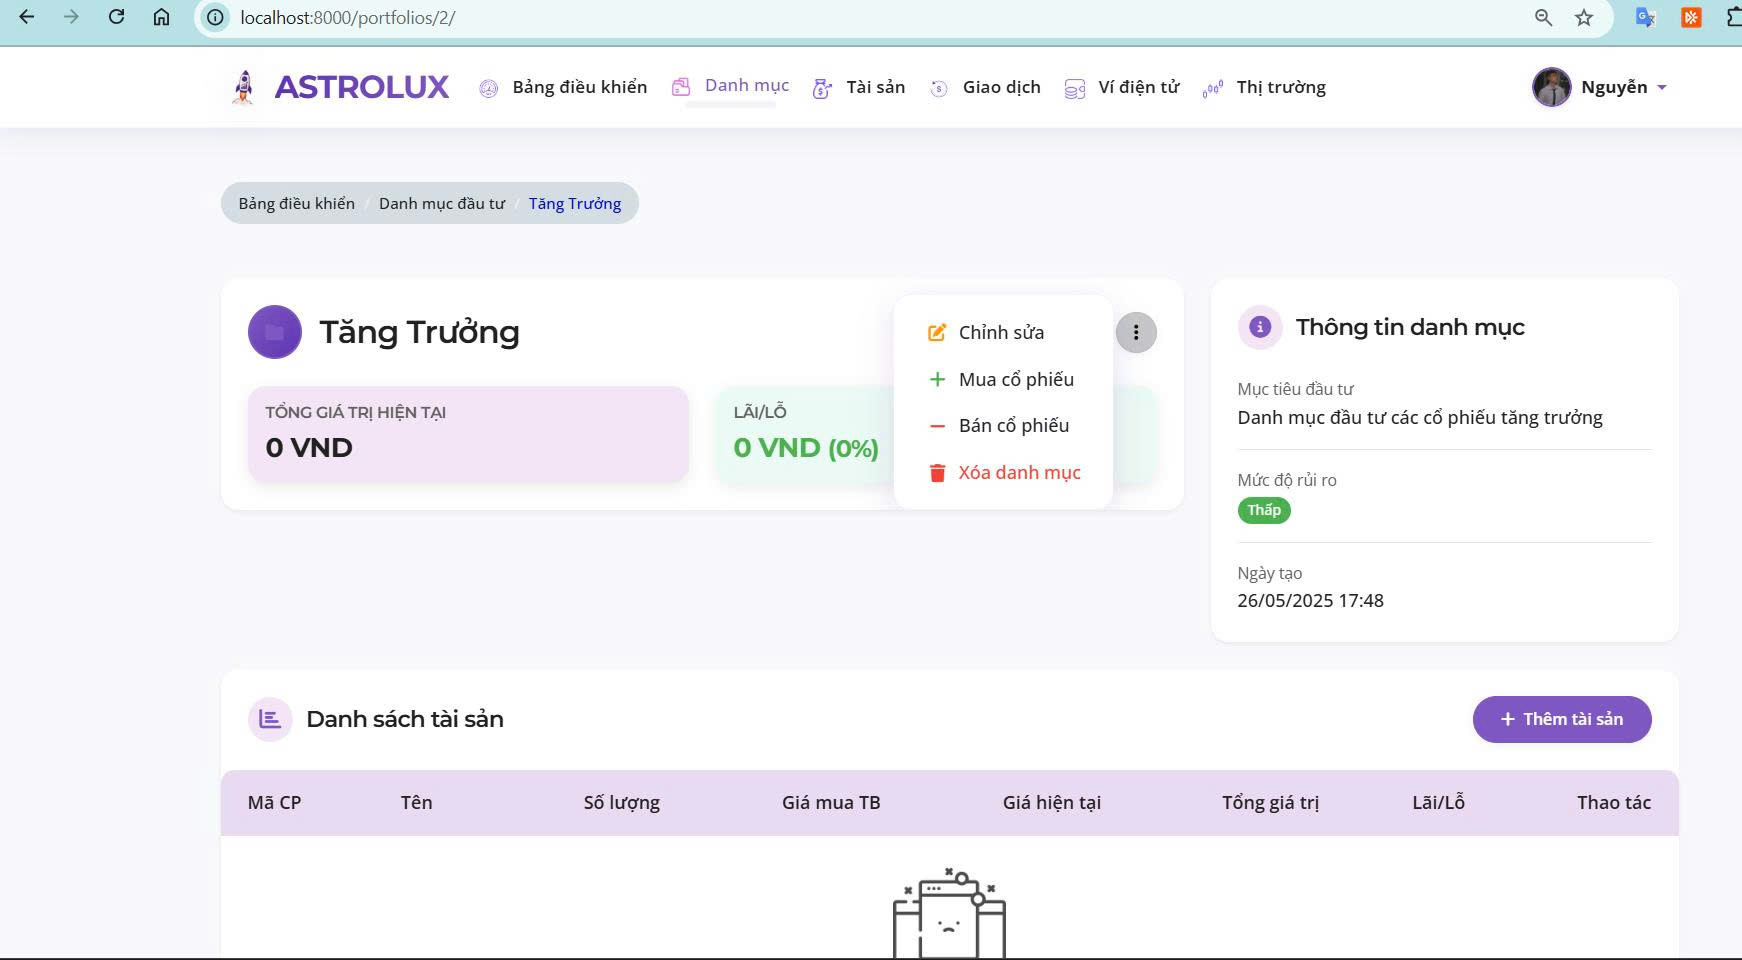 localhost:8000/portfolios/2/
ASTROLUX Bảng điều khiển Danh mục Tài sản Giao dịch Ví điện tử Thị trường Nguyễn
Bảng điều khiển / Danh mục đầu tư / Tăng Trưởng
Tăng Trưởng
TỔNG GIÁ TRỊ HIỆN TẠI
0 VND
LÃI/LỖ
0 VND (0%)
Chỉnh sửa
Mua cổ phiếu
Bán cổ phiếu
Xóa danh mục
Thông tin danh mục
Mục tiêu đầu tư
Danh mục đầu tư các cổ phiếu tăng trưởng
Mức độ rủi ro
Thấp
Ngày tạo
26/05/2025 17:48
Danh sách tài sản
+ Thêm tài sản
Mã CP Tên Số lượng Giá mua TB Giá hiện tại Tổng giá trị Lãi/Lỗ Thao tác